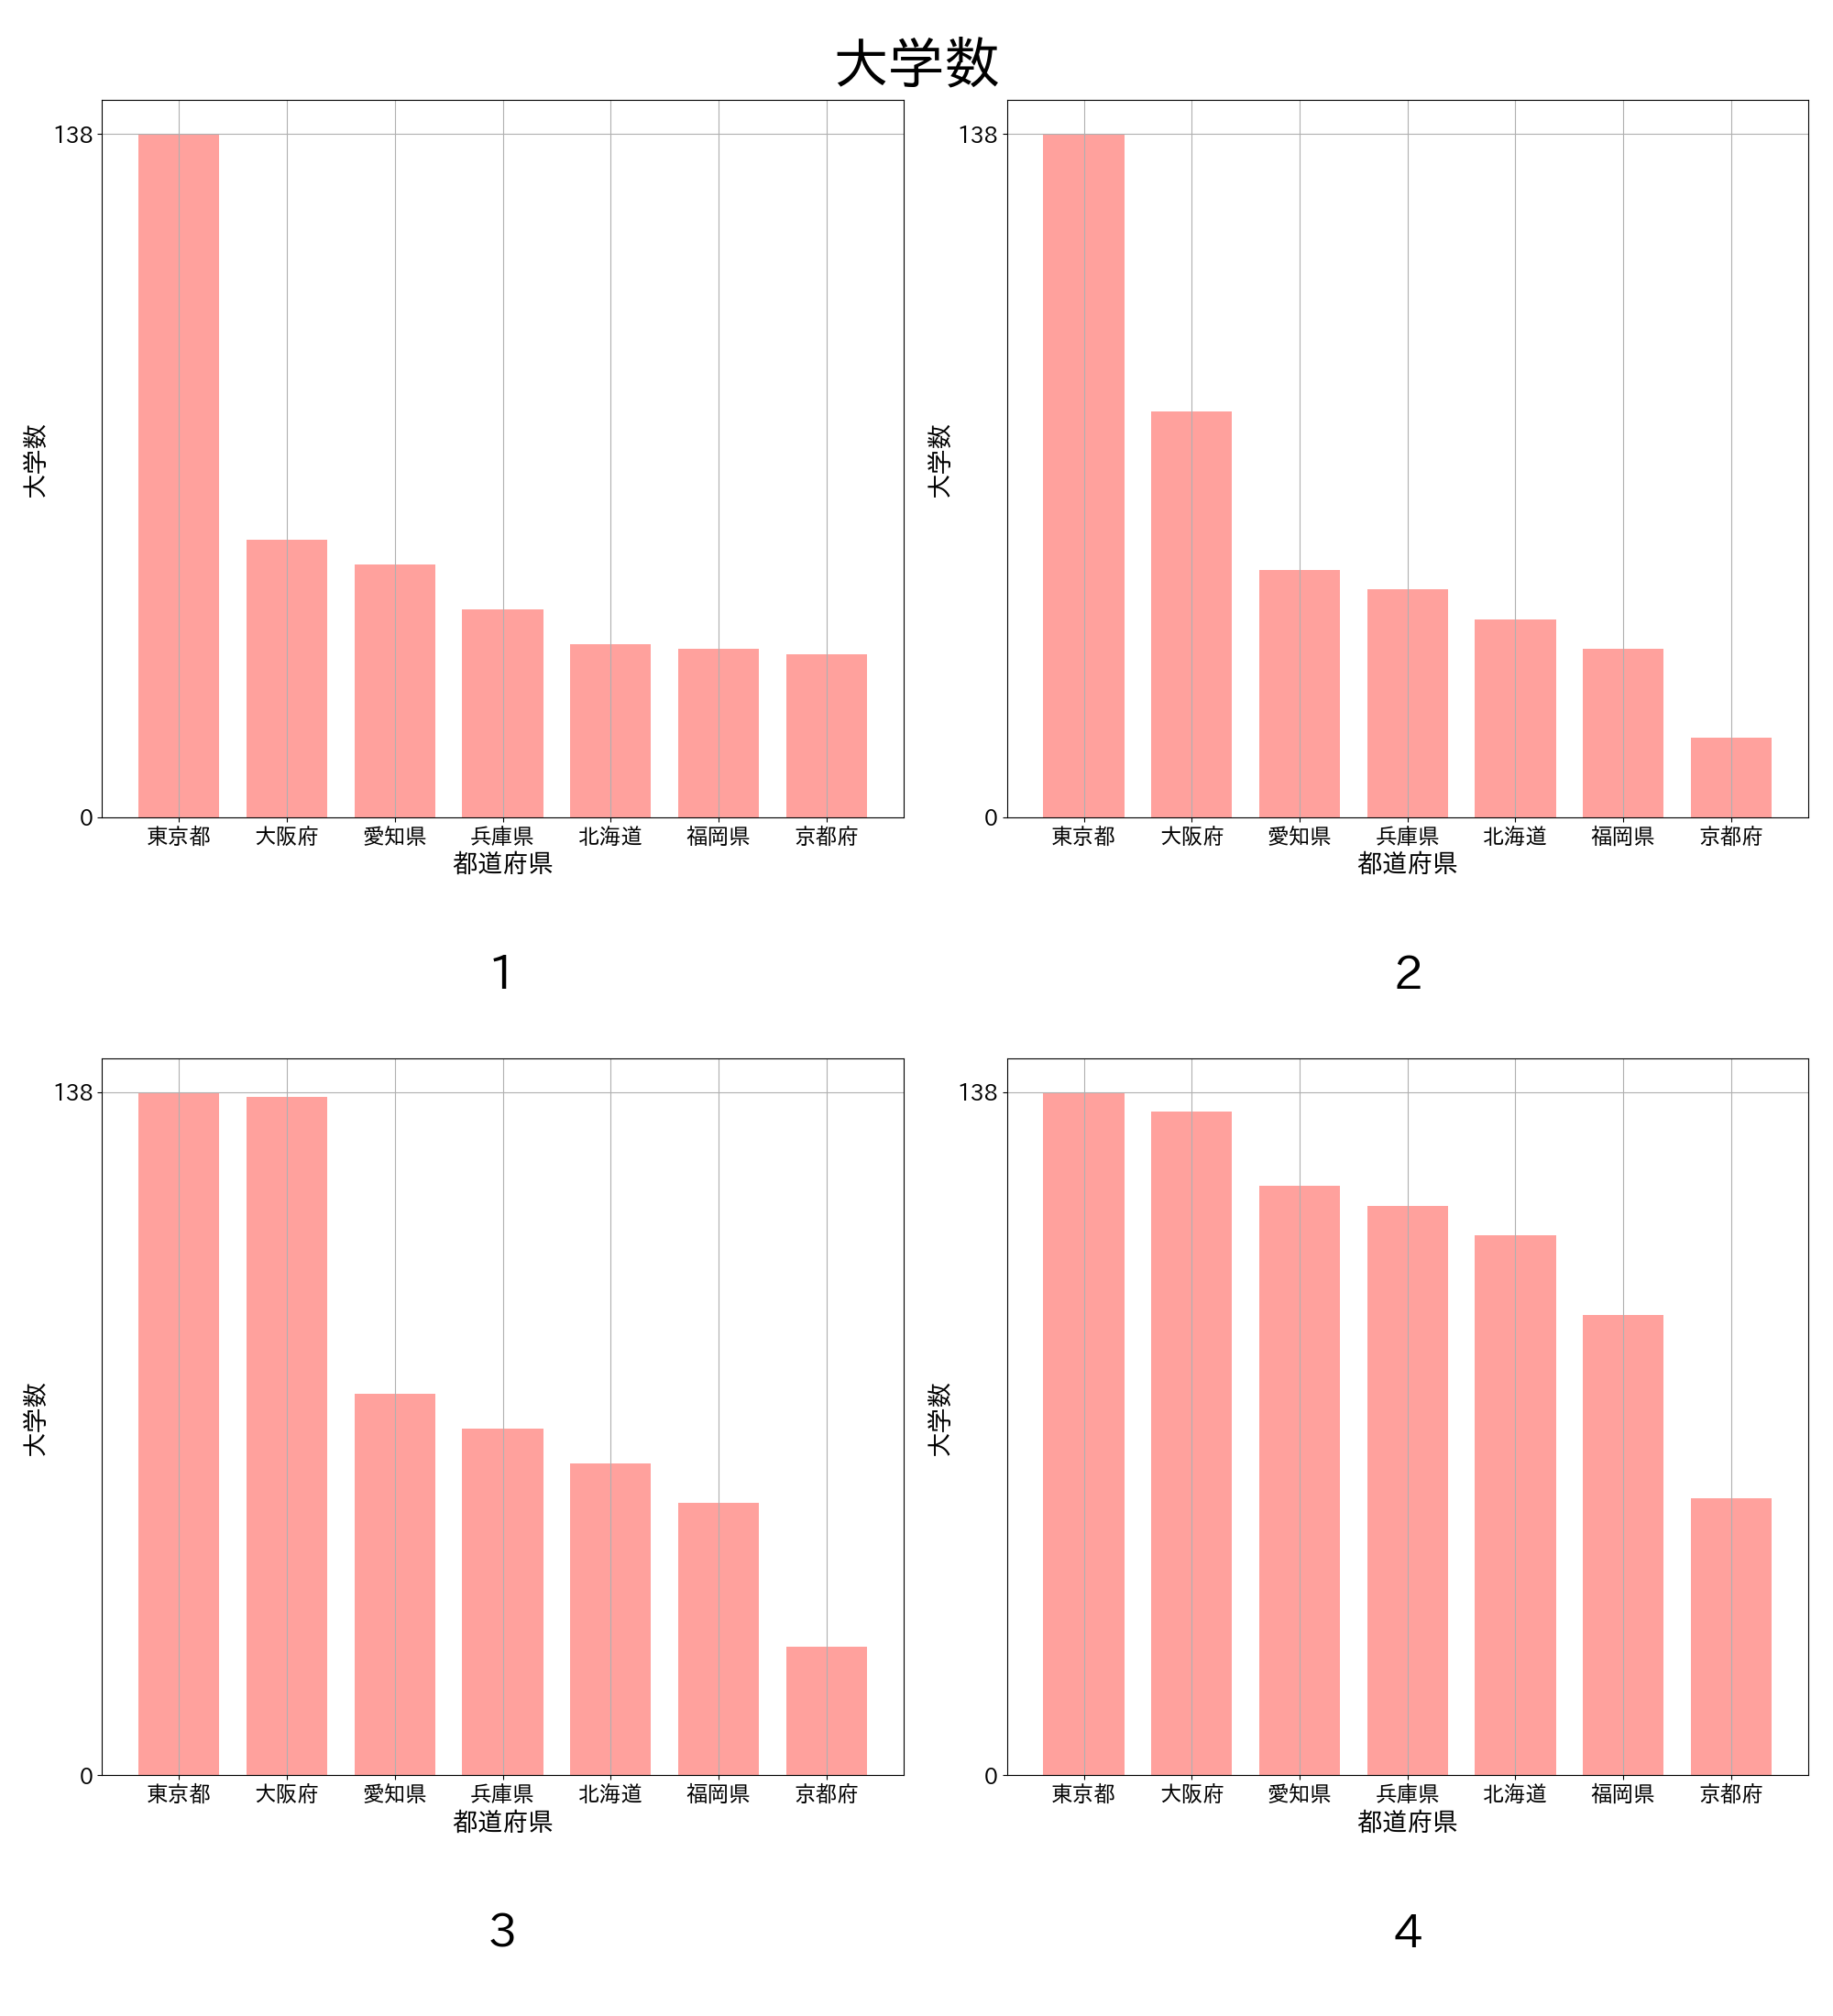 大学数
138
0
大学数
東京都 大阪府 愛知県 兵庫県 北海道 福岡県 京都府
都道府県
1
138
0
大学数
東京都 大阪府 愛知県 兵庫県 北海道 福岡県 京都府
都道府県
2
138
0
大学数
東京都 大阪府 愛知県 兵庫県 北海道 福岡県 京都府
都道府県
3
138
0
大学数
東京都 大阪府 愛知県 兵庫県 北海道 福岡県 京都府
都道府県
4